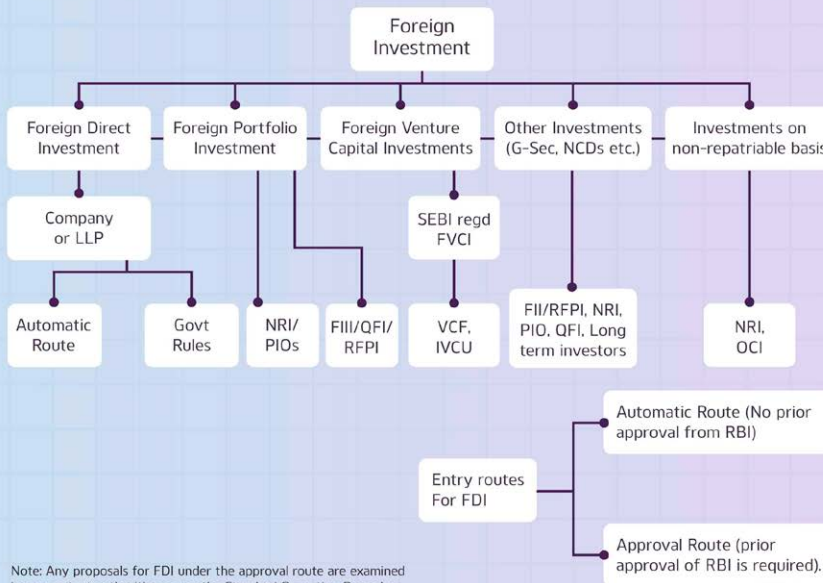 Foreign
Investment
Foreign Direct
Investment
Foreign Portfolio
Investment
Foreign Venture
Capital Investments
Other Investments
(G-Sec, NCDs etc.)
Investments on
non-repatriable basis
Company
or LLP
SEBI regd
FVCI
Automatic
Route
Govt
Rules
NRI/
PIOs
FIII/QFI/
RFPI
VCF,
IVCU
FII/RFPI, NRI,
PIO, QFI, Long
term investors
NRI,
OCI
Automatic Route (No prior
approval from RBI)
Entry routes
For FDI
Approval Route (prior
approval of RBI is required).
Note: Any proposals for FDI under the approval route are examined